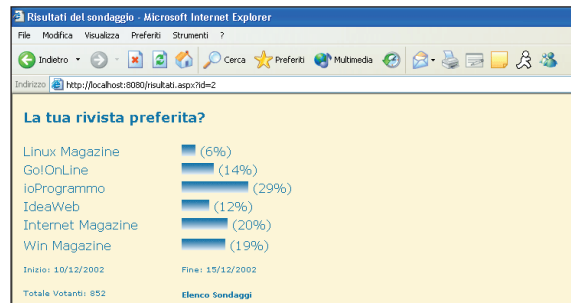 Risultati del sondaggio - Microsoft Internet Explorer
File Modifica Visualizza Preferiti Strumenti ?
Indietro Cerca Preferiti Multimedia
Indirizzo http://localhost:8080/risultati.aspx?id=2
La tua rivista preferita?
Linux Magazine (6%)
Go!OnLine (14%)
ioProgrammo (29%)
IdeaWeb (12%)
Internet Magazine (20%)
Win Magazine (19%)
Inizio: 10/12/2002 Fine: 15/12/2002
Totale Votanti: 852 Elenco Sondaggi